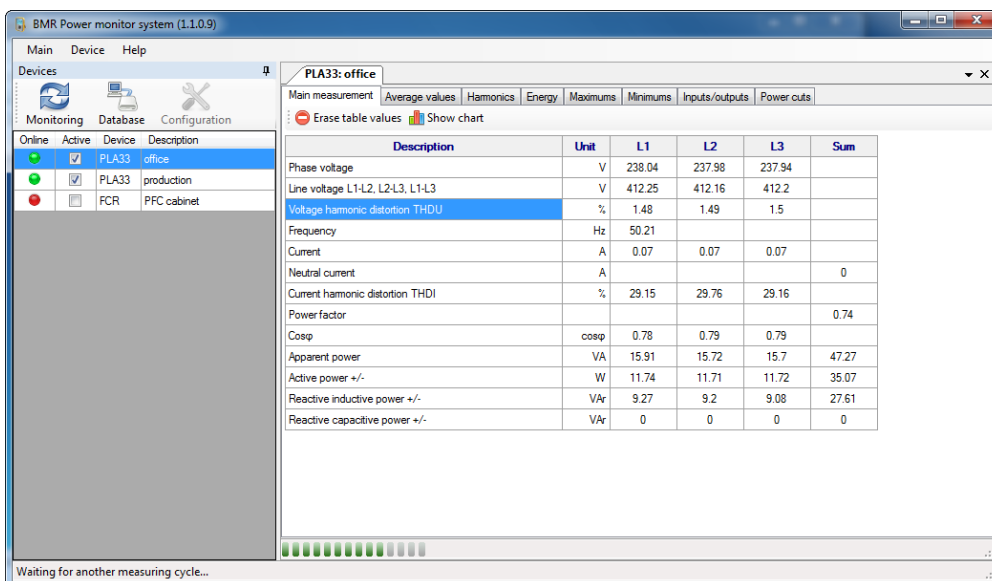 BMR Power monitor system (1.1.0.9)
Main Device Help
Devices
Monitoring Database Configuration
Online Active Device Description
PLA33 office
PLA33 production
FCR PFC cabinet
PLA33: office
Main measurement Average values Harmonics Energy Maximums Minimums Inputs/outputs Power cuts
Erase table values Show chart
Description Unit L1 L2 L3 Sum
Phase voltage V 238.04 237.98 237.94
Line voltage L1-L2, L2-L3, L1-L3 V 412.25 412.16 412.2
Voltage harmonic distortion THDU % 1.48 1.49 1.5
Frequency Hz 50.21
Current A 0.07 0.07 0.07
Neutral current A 0
Current harmonic distortion THDI % 29.15 29.76 29.16
Power factor 0.74
Cosφ cosφ 0.78 0.79 0.79
Apparent power VA 15.91 15.72 15.7 47.27
Active power +/- W 11.74 11.71 11.72 35.07
Reactive inductive power +/- VAr 9.27 9.2 9.08 27.61
Reactive capacitive power +/- VAr 0 0 0 0
Waiting for another measuring cycle...